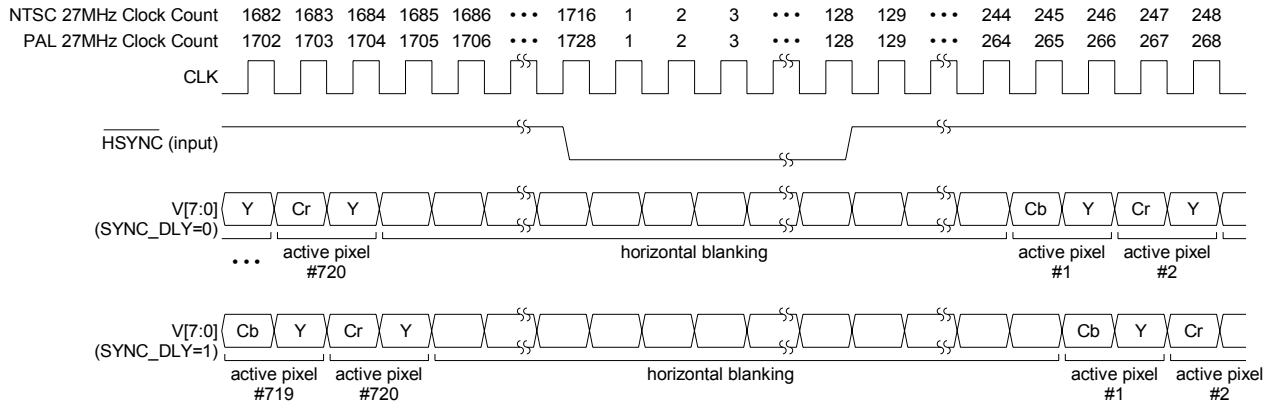 NTSC 27MHz Clock Count 1682 1683 1684 1685 1686 ••• 1716 1 2 3 ••• 128 129 ••• 244 245 246 247 248
PAL 27MHz Clock Count 1702 1703 1704 1705 1706 ••• 1728 1 2 3 ••• 128 129 ••• 264 265 266 267 268
CLK
HSYNC (input)
V[7:0] Y Cr Y Cb Y Cr Y
(SYNC_DLY=0)
••• active pixel horizontal blanking active pixel active pixel
#720 #1 #2
V[7:0] Cb Y Cr Y Cb Y Cr
(SYNC_DLY=1)
active pixel active pixel horizontal blanking active pixel active pixel
#719 #720 #1 #2